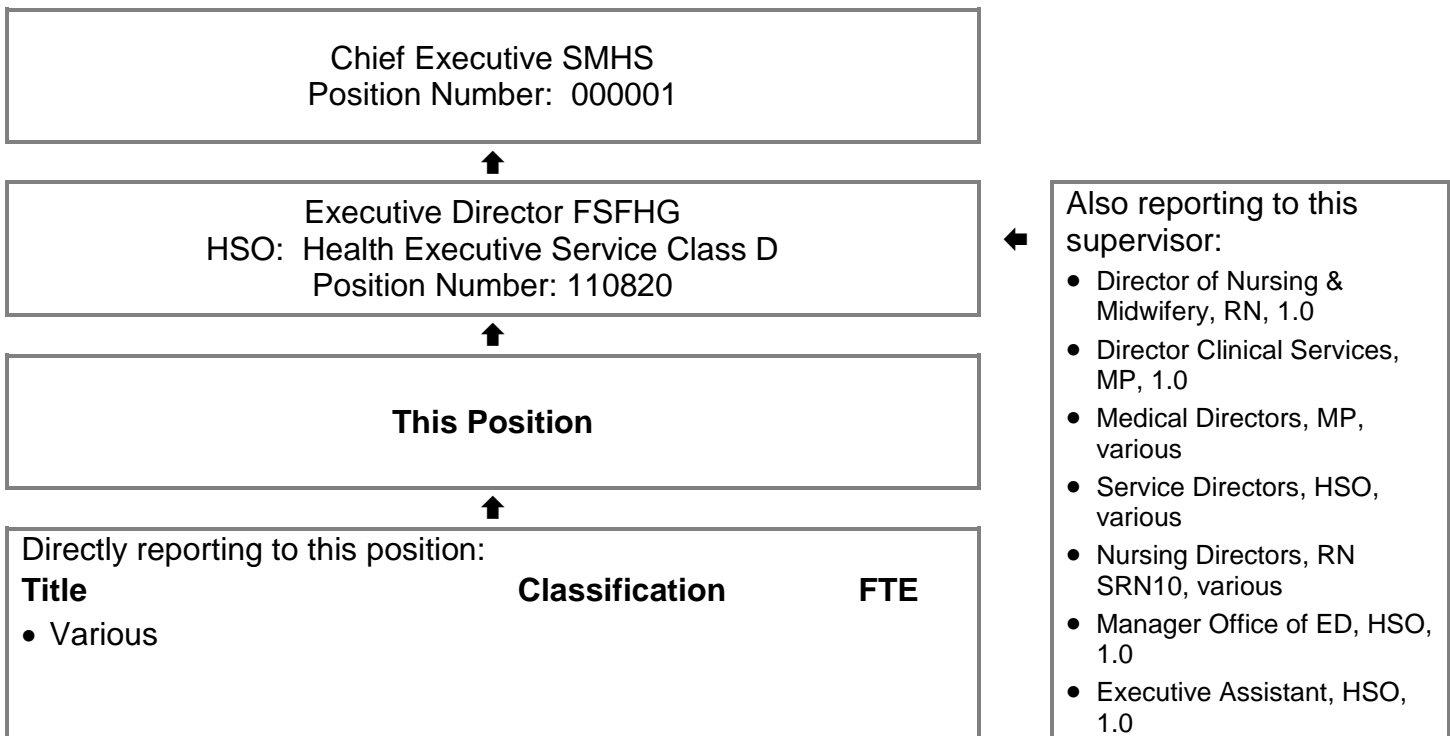 Chief Executive SMHS
Position Number: 000001
Executive Director FSFHG
HSO: Health Executive Service Class D
Position Number: 110820
This Position
Directly reporting to this position:
Title Classification FTE
• Various
Also reporting to this
supervisor:
• Director of Nursing &
Midwifery, RN, 1.0
• Director Clinical Services,
MP, 1.0
• Medical Directors, MP,
various
• Service Directors, HSO,
various
• Nursing Directors, RN
SRN10, various
• Manager Office of ED, HSO,
1.0
• Executive Assistant, HSO,
1.0